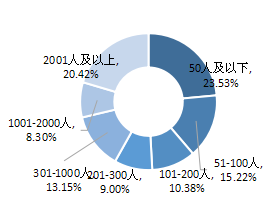 50人及以下,
23.53%
51-100人,
15.22%
101-200人,
10.38%
201-300人,
9.00%
301-1000人,
13.15%
1001-2000人,
8.30%
2001人及以上,
20.42%